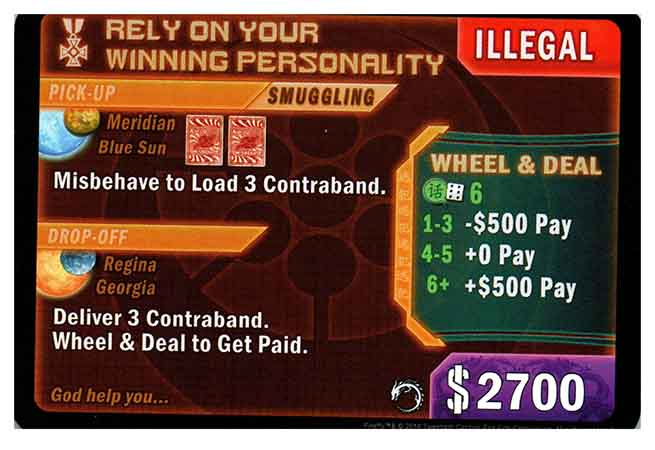 RELY ON YOUR
WINNING PERSONALITY
ILLEGAL
PICK-UP
SMUGGLING
Meridian
Blue Sun
Misbehave to Load 3 Contraband.
WHEEL & DEAL
話 6
1-3 -$500 Pay
4-5 +0 Pay
6+ +$500 Pay
DROP-OFF
Regina
Georgia
Deliver 3 Contraband.
Wheel & Deal to Get Paid.
God help you...
$2700